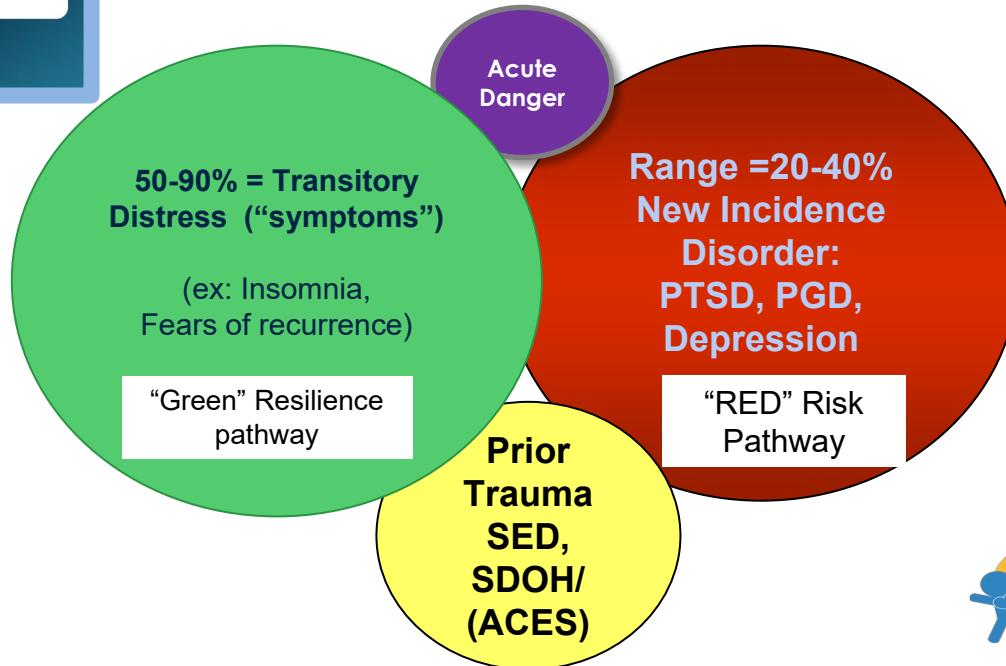 Acute
Danger
50-90% = Transitory
Distress (“symptoms”)
(ex: Insomnia,
Fears of recurrence)
“Green” Resilience
pathway
Range =20-40%
New Incidence
Disorder:
PTSD, PGD,
Depression
“RED” Risk
Pathway
Prior
Trauma
SED,
SDOH/
(ACES)